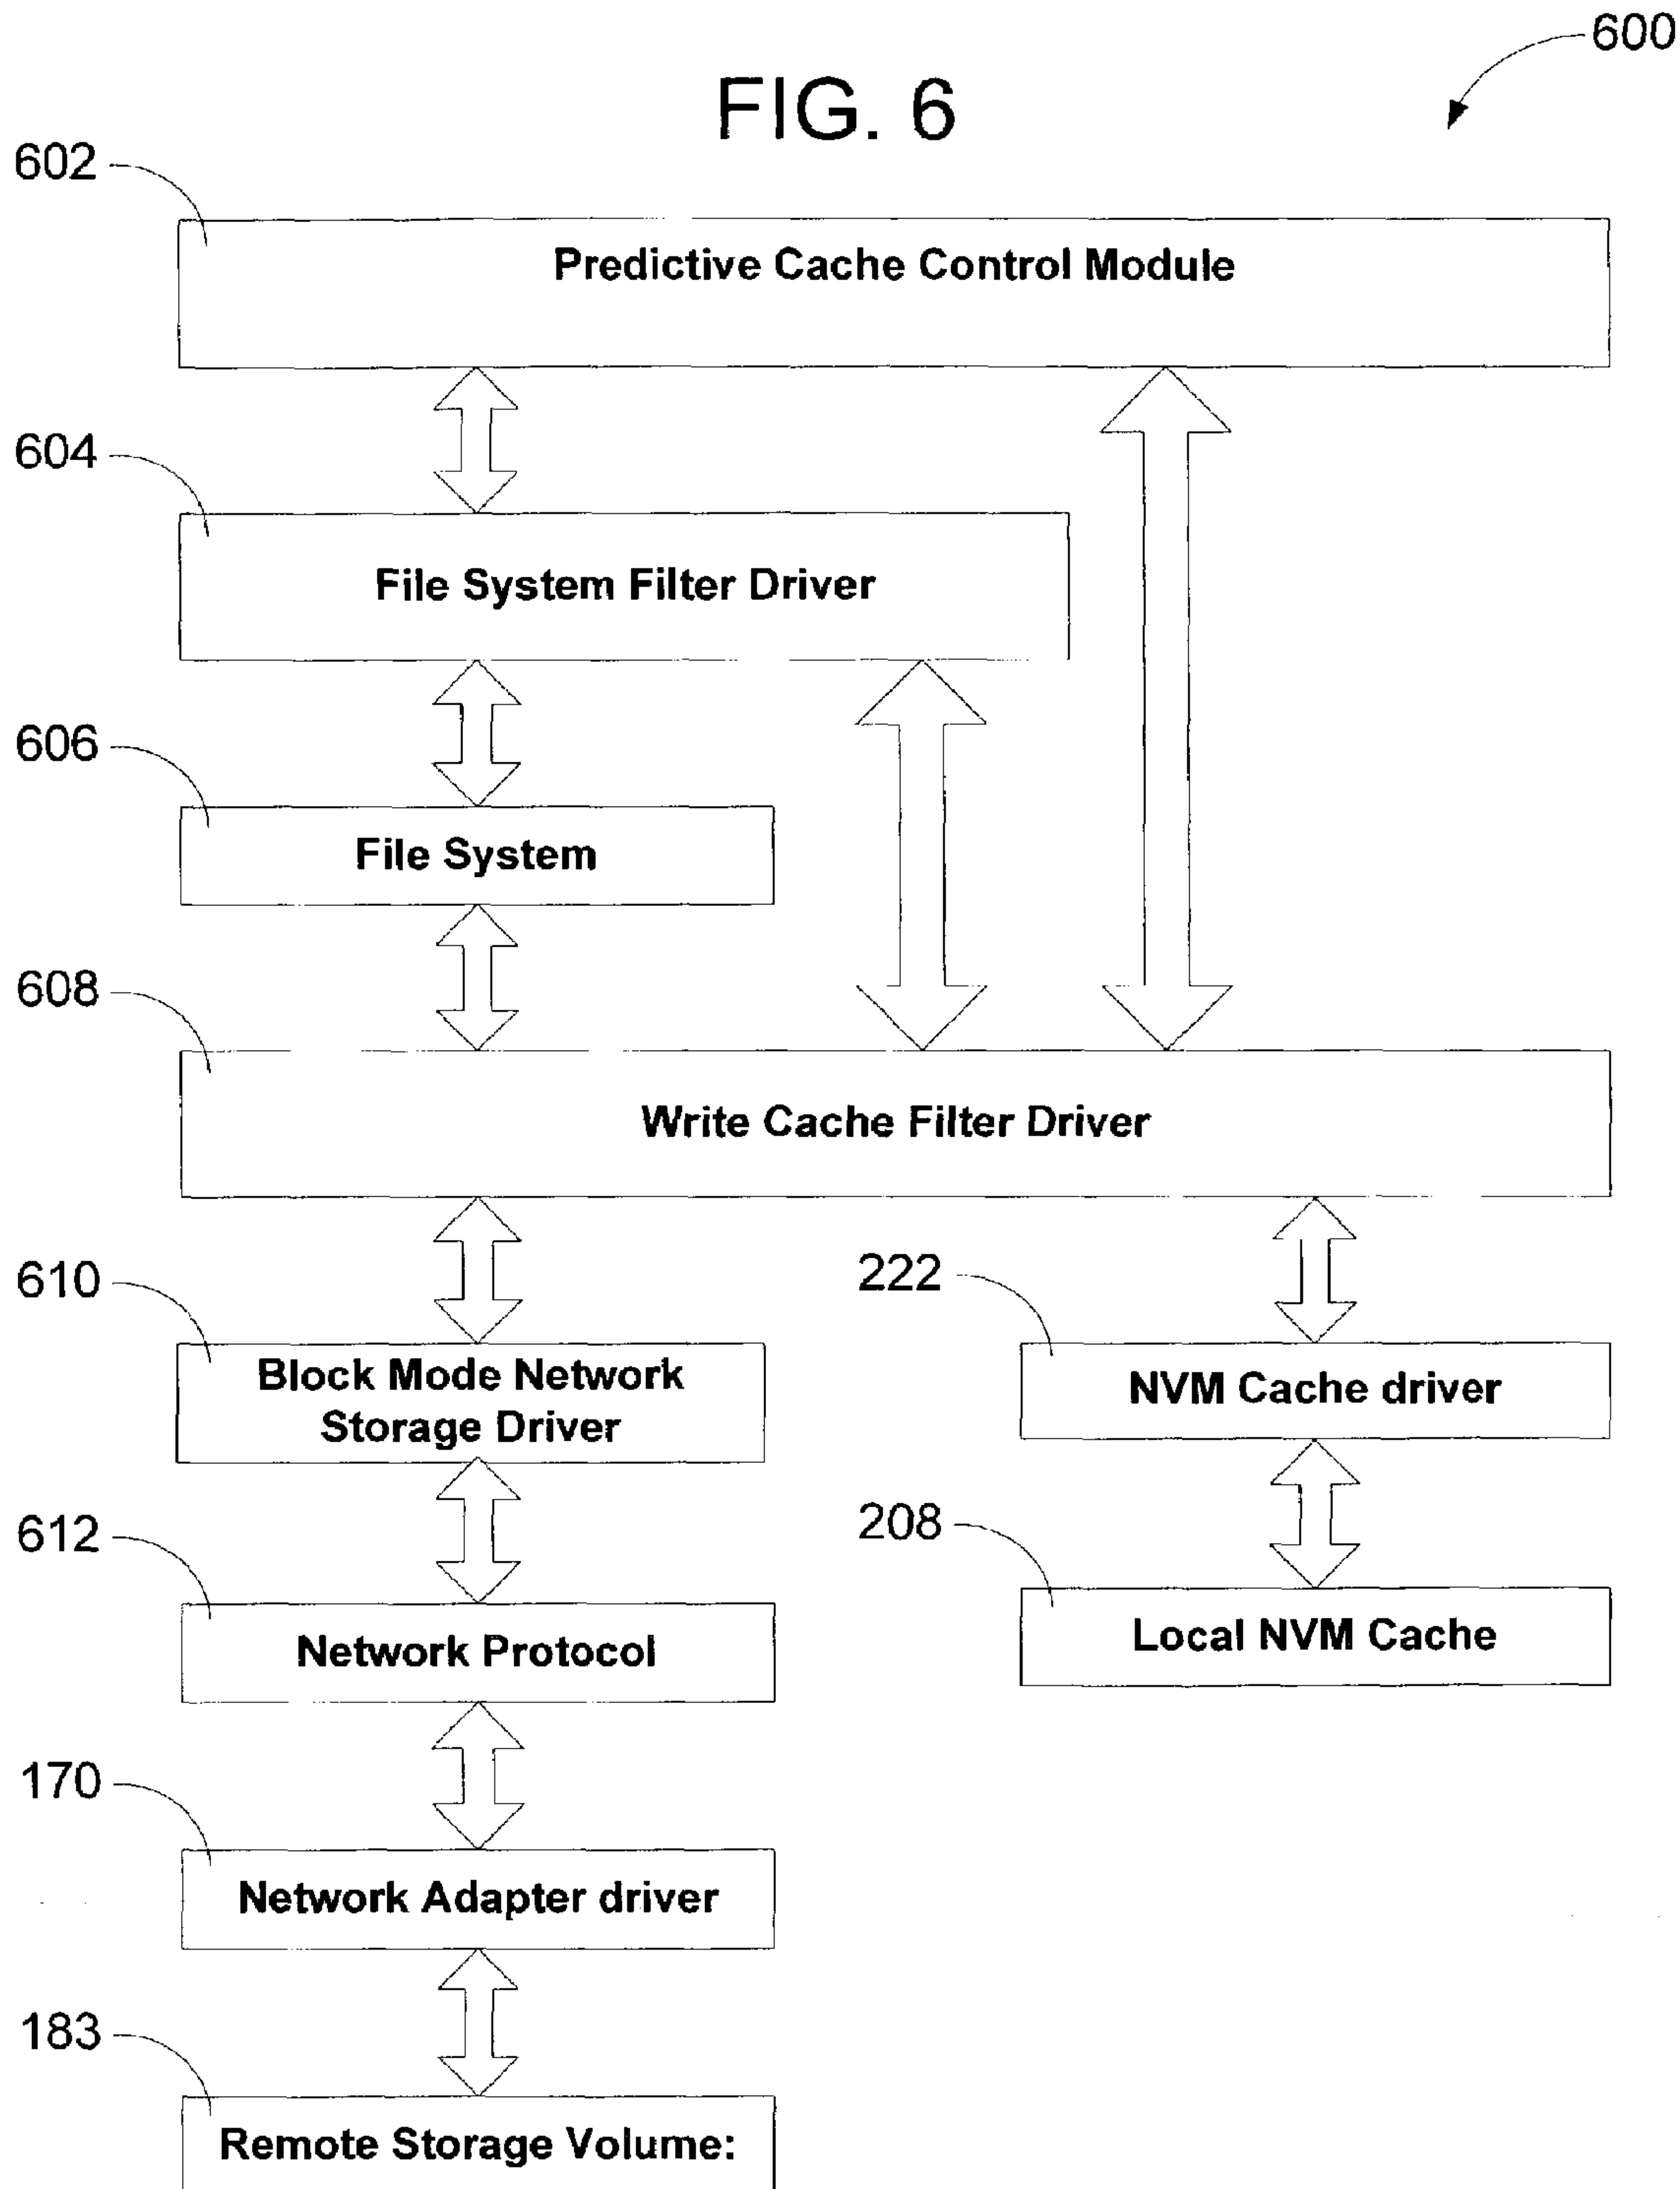 600
FIG. 6
602
Predictive Cache Control Module
604
File System Filter Driver
606
File System
608
Write Cache Filter Driver
610
Block Mode Network
Storage Driver
222
NVM Cache driver
612
Network Protocol
208
Local NVM Cache
170
Network Adapter driver
183
Remote Storage Volume: